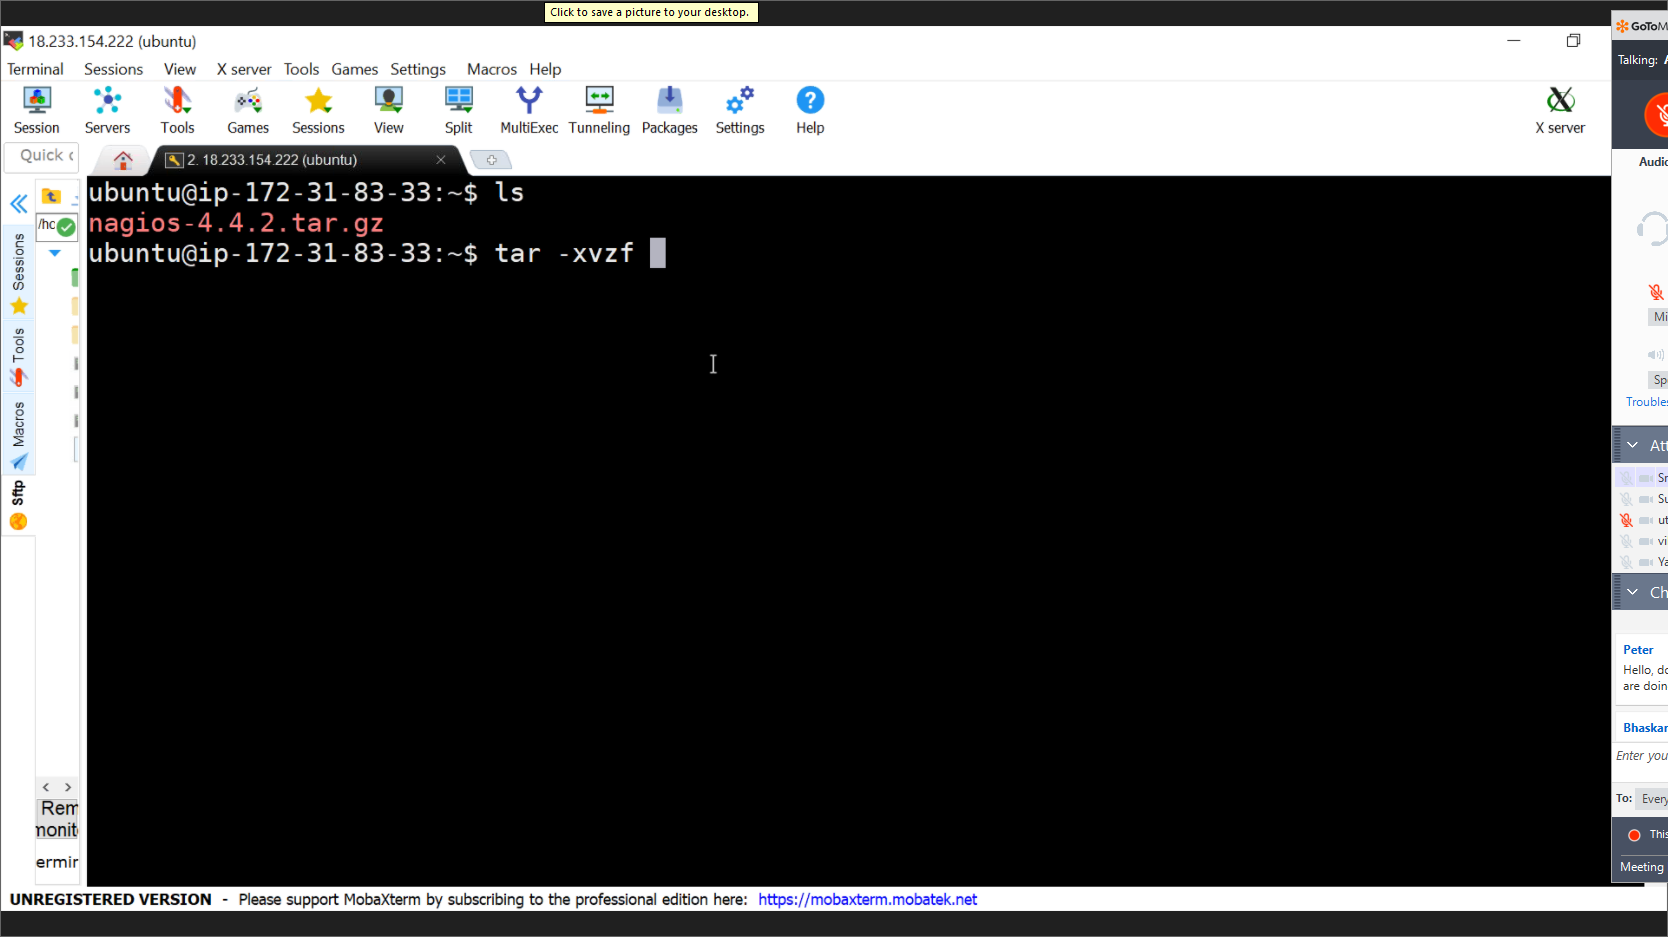 Click to save a picture to your desktop.
18.233.154.222 (ubuntu)
Terminal Sessions View X server Tools Games Settings Macros Help
Session Servers Tools Games Sessions View Split MultiExec Tunneling Packages Settings Help X server
Quick c
2. 18.233.154.222 (ubuntu)
/hc
Sessions
Tools
Macros
Sftp
ubuntu@ip-172-31-83-33:~$ ls
nagios-4.4.2.tar.gz
ubuntu@ip-172-31-83-33:~$ tar -xvzf
Rem
monit
ermin
UNREGISTERED VERSION - Please support MobaXterm by subscribing to the professional edition here: https://mobaxterm.mobatek.net
GoToM
Talking: A
Audio
Mi
Sp
Troubles
Att
Sr
Su
ut
vi
Ya
Ch
Peter
Hello, do
are doin
Bhaskar
Enter you
To: Every
This
Meeting